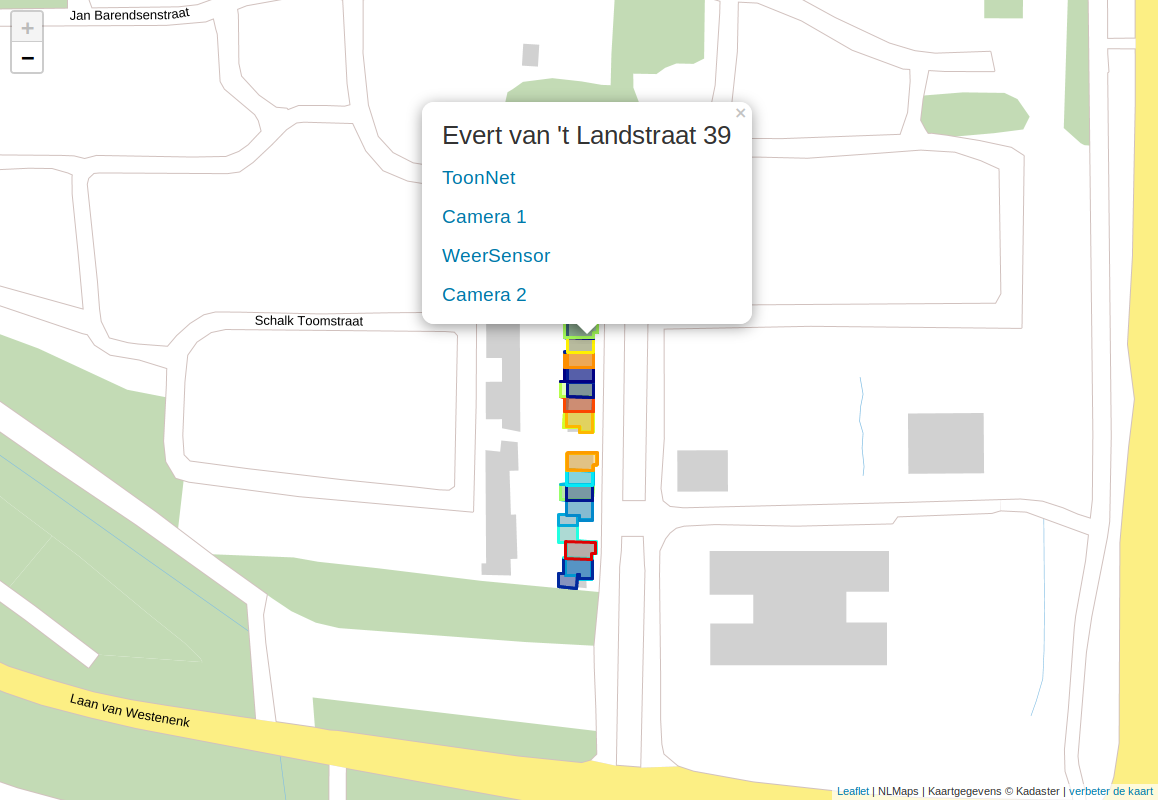 Jan Barendsenstraat
+
−
×
Evert van 't Landstraat 39
ToonNet
Camera 1
WeerSensor
Camera 2
Schalk Toomstraat
Laan van Westenenk
Leaflet | NLMaps | Kaartgegevens © Kadaster | verbeter de kaart